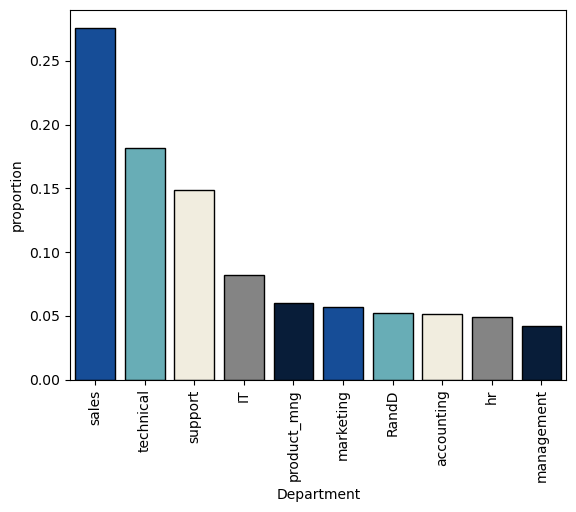 0.25
0.20
0.15
0.10
0.05
0.00
proportion
sales
technical
support
IT
product_mng
marketing
RandD
accounting
hr
management
Department